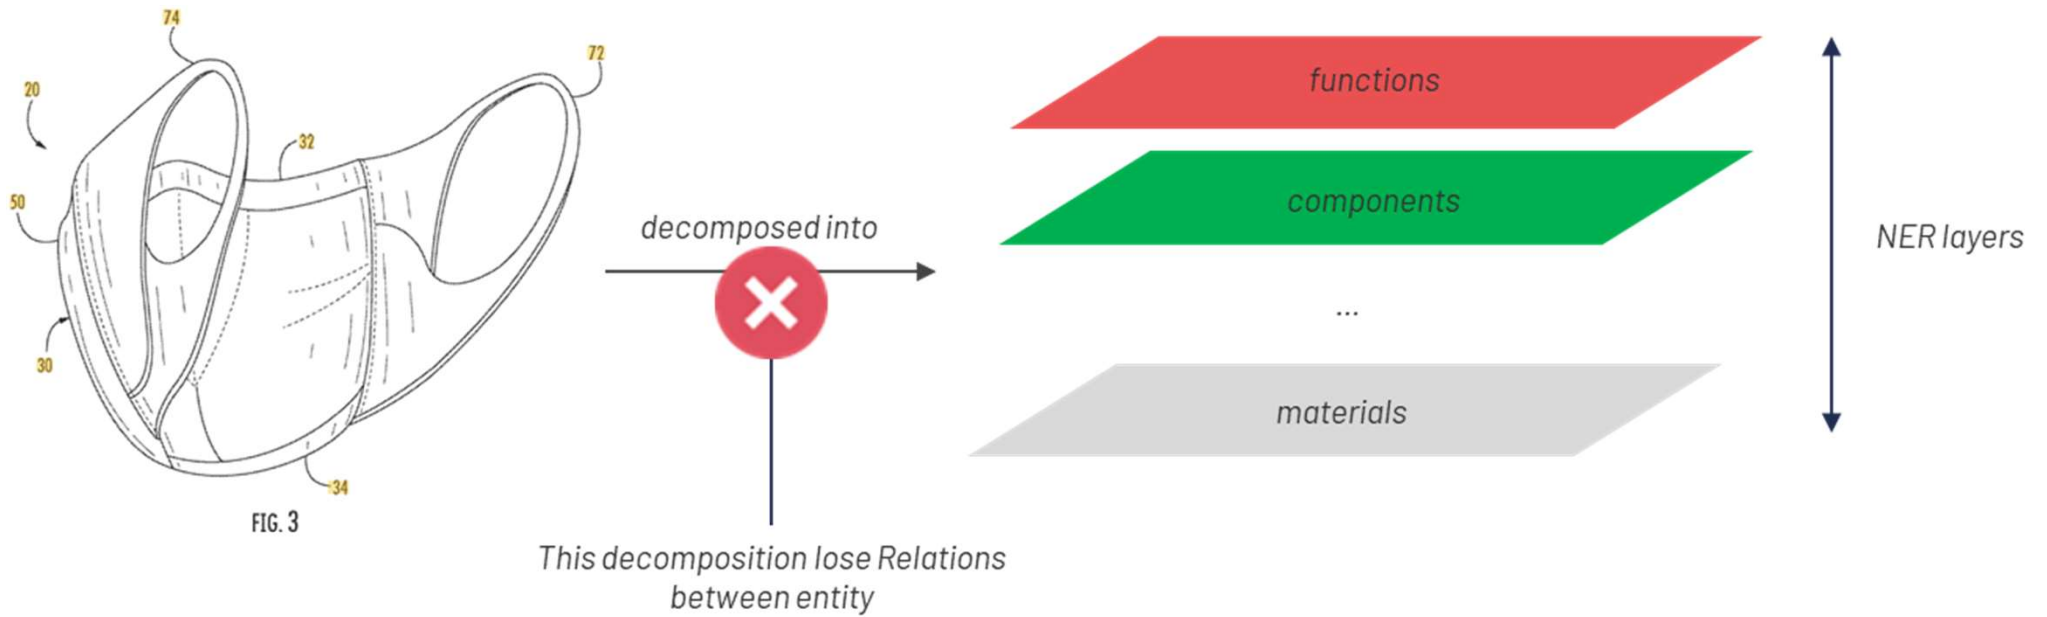 74
72
20
32
50
30
34
FIG. 3
decomposed into
This decomposition lose Relations
between entity
functions
components
...
materials
NER layers